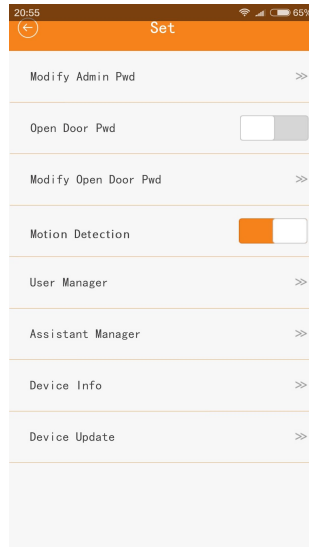 20:55
65%
Set
Modify Admin Pwd
Open Door Pwd
Modify Open Door Pwd
Motion Detection
User Manager
Assistant Manager
Device Info
Device Update